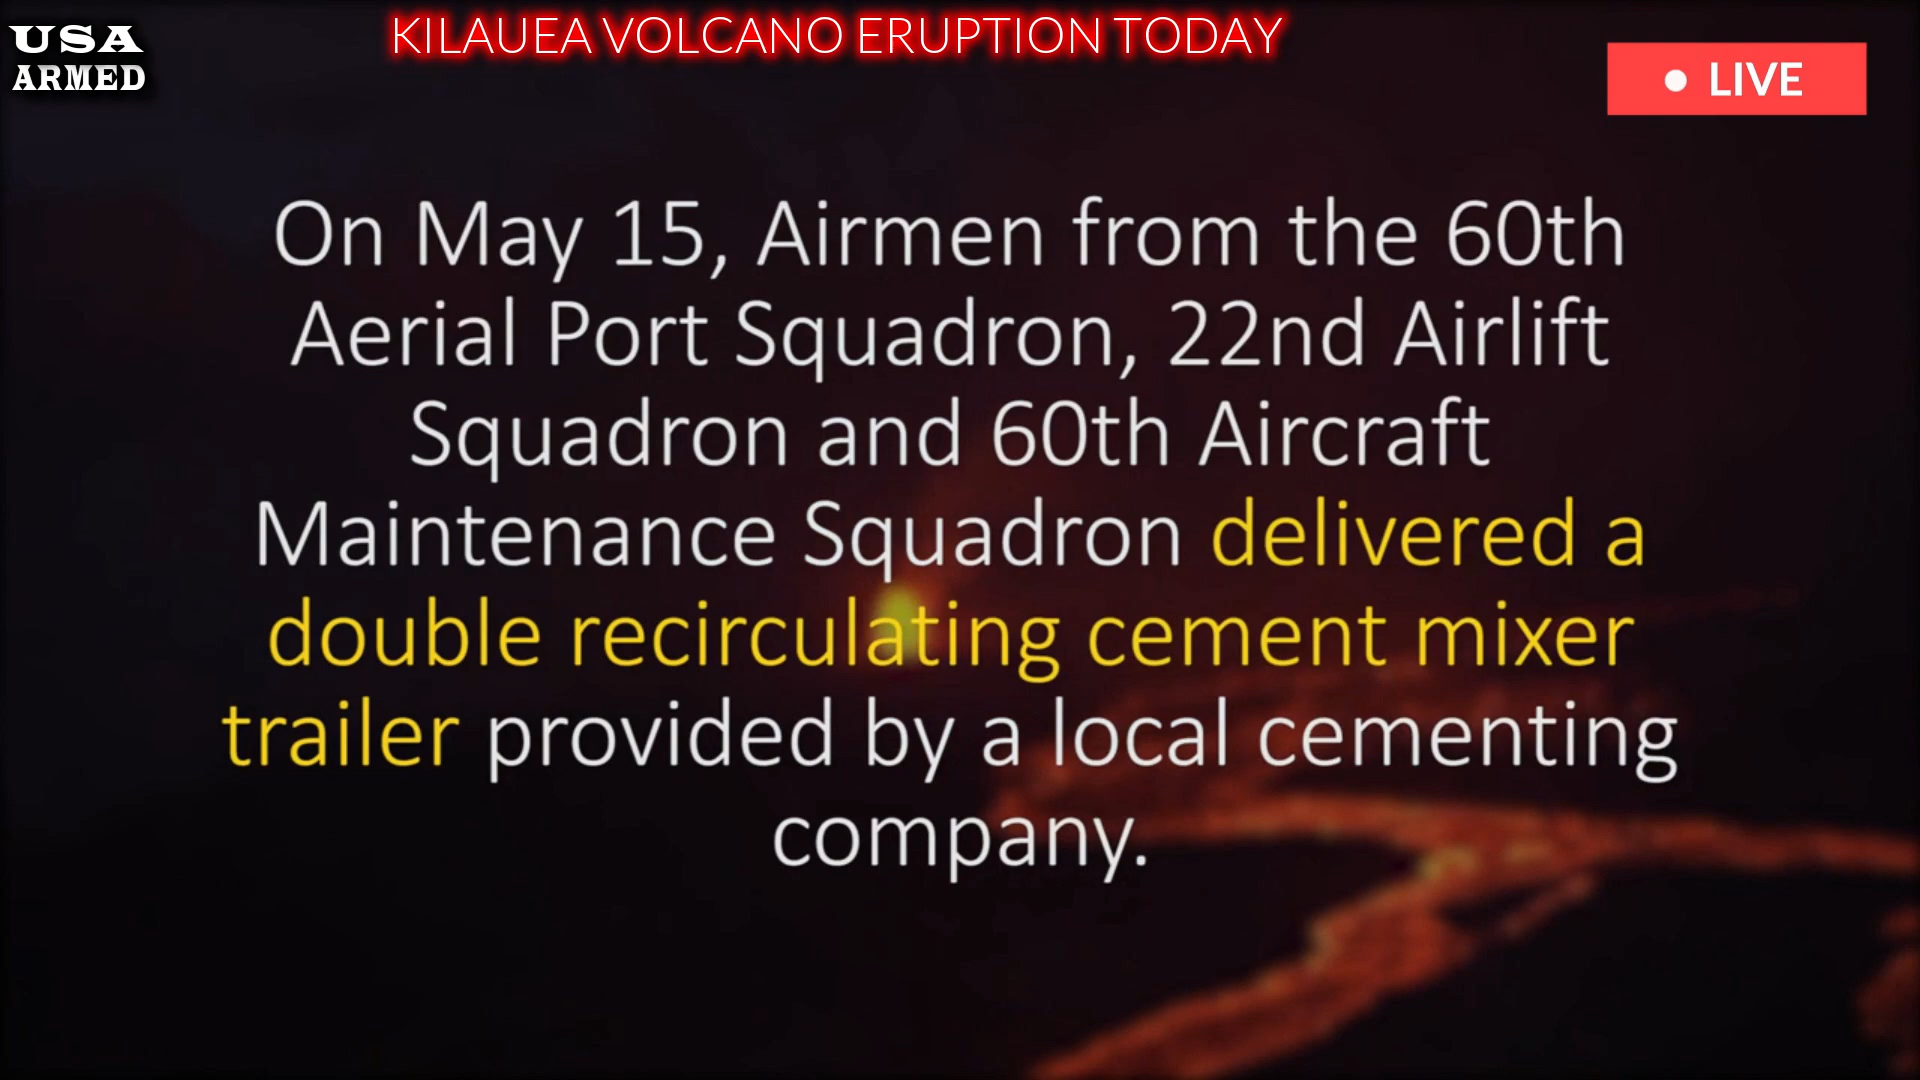 USA
ARMED
KILAUEA VOLCANO ERUPTION TODAY
LIVE
On May 15, Airmen from the 60th
Aerial Port Squadron, 22nd Airlift
Squadron and 60th Aircraft
Maintenance Squadron delivered a
double recirculating cement mixer
trailer provided by a local cementing
company.